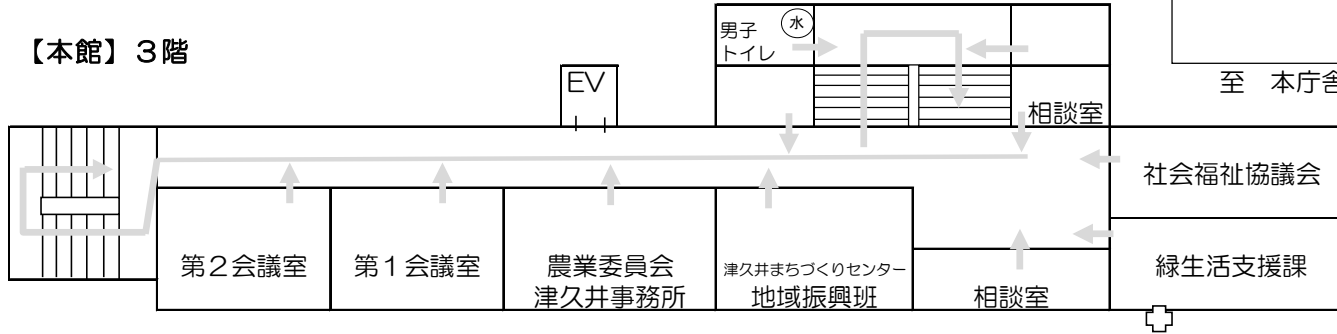 【本館】３階
男子
トイレ
水
EV
至　本庁舎
相談室
社会福祉協議会
第２会議室
第１会議室
農業委員会
津久井事務所
津久井まちづくりセンター
地域振興班
相談室
緑生活支援課